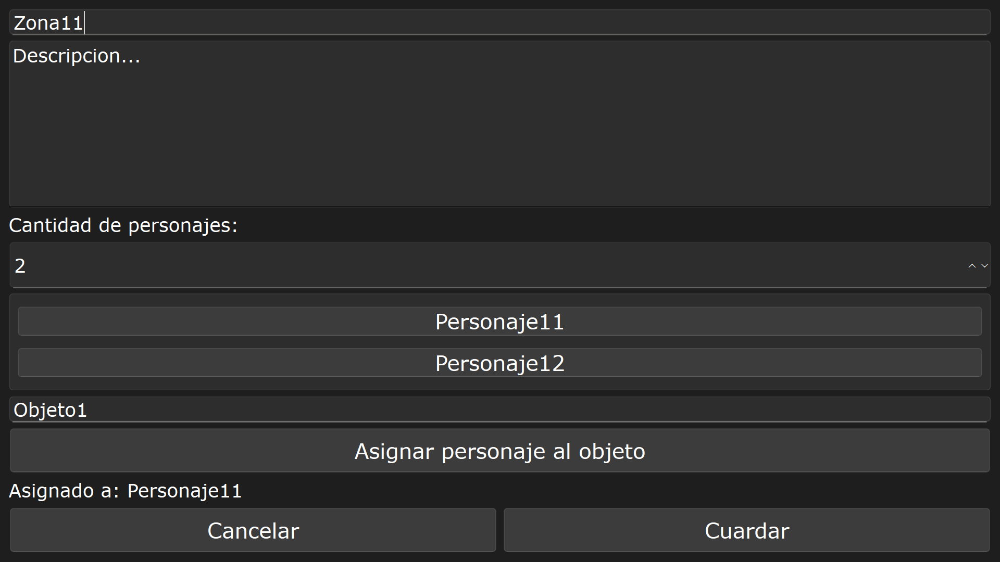 Zona11
Descripcion...
Cantidad de personajes:
2
Personaje11
Personaje12
Objeto1
Asignar personaje al objeto
Asignado a: Personaje11
Cancelar
Cuardar